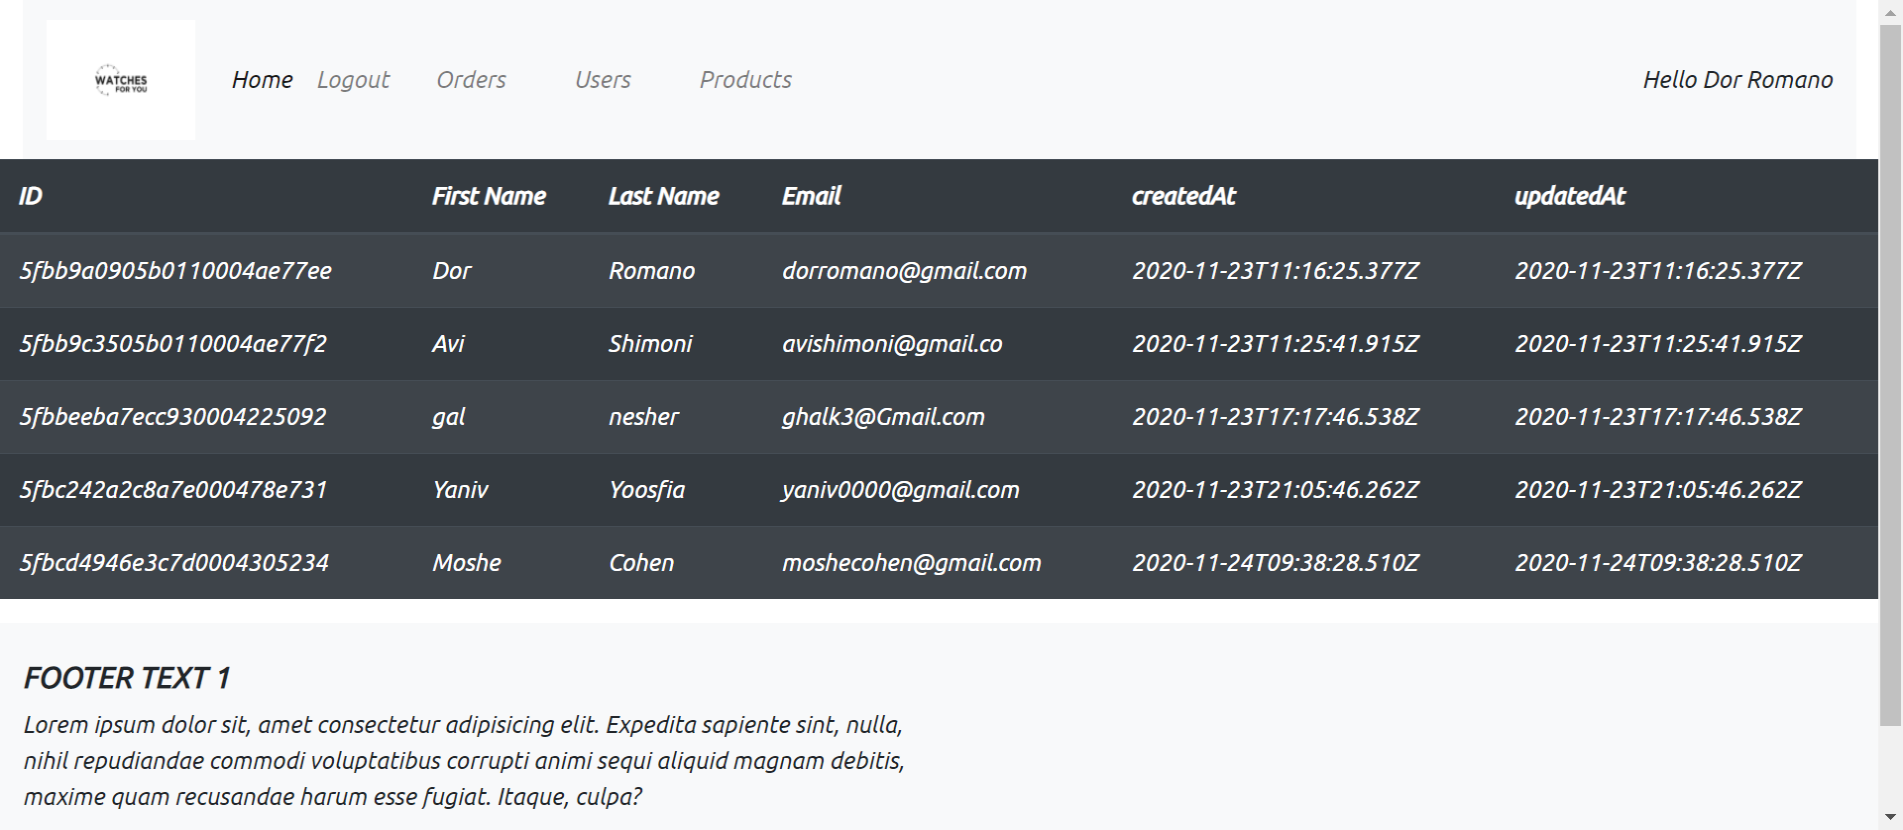 WATCHES
FOR YOU
Home Logout Orders Users Products Hello Dor Romano
ID First Name Last Name Email createdAt updatedAt
5fbb9a0905b0110004ae77ee Dor Romano dorromano@gmail.com 2020-11-23T11:16:25.377Z 2020-11-23T11:16:25.377Z
5fbb9c3505b0110004ae77f2 Avi Shimoni avishimoni@gmail.co 2020-11-23T11:25:41.915Z 2020-11-23T11:25:41.915Z
5fbbeeba7ecc930004225092 gal nesher ghalk3@Gmail.com 2020-11-23T17:17:46.538Z 2020-11-23T17:17:46.538Z
5fbc242a2c8a7e000478e731 Yaniv Yoosfia yaniv0000@gmail.com 2020-11-23T21:05:46.262Z 2020-11-23T21:05:46.262Z
5fbcd4946e3c7d0004305234 Moshe Cohen moshecohen@gmail.com 2020-11-24T09:38:28.510Z 2020-11-24T09:38:28.510Z
FOOTER TEXT 1
Lorem ipsum dolor sit, amet consectetur adipisicing elit. Expedita sapiente sint, nulla,
nihil repudiandae commodi voluptatibus corrupti animi sequi aliquid magnam debitis,
maxime quam recusandae harum esse fugiat. Itaque, culpa?